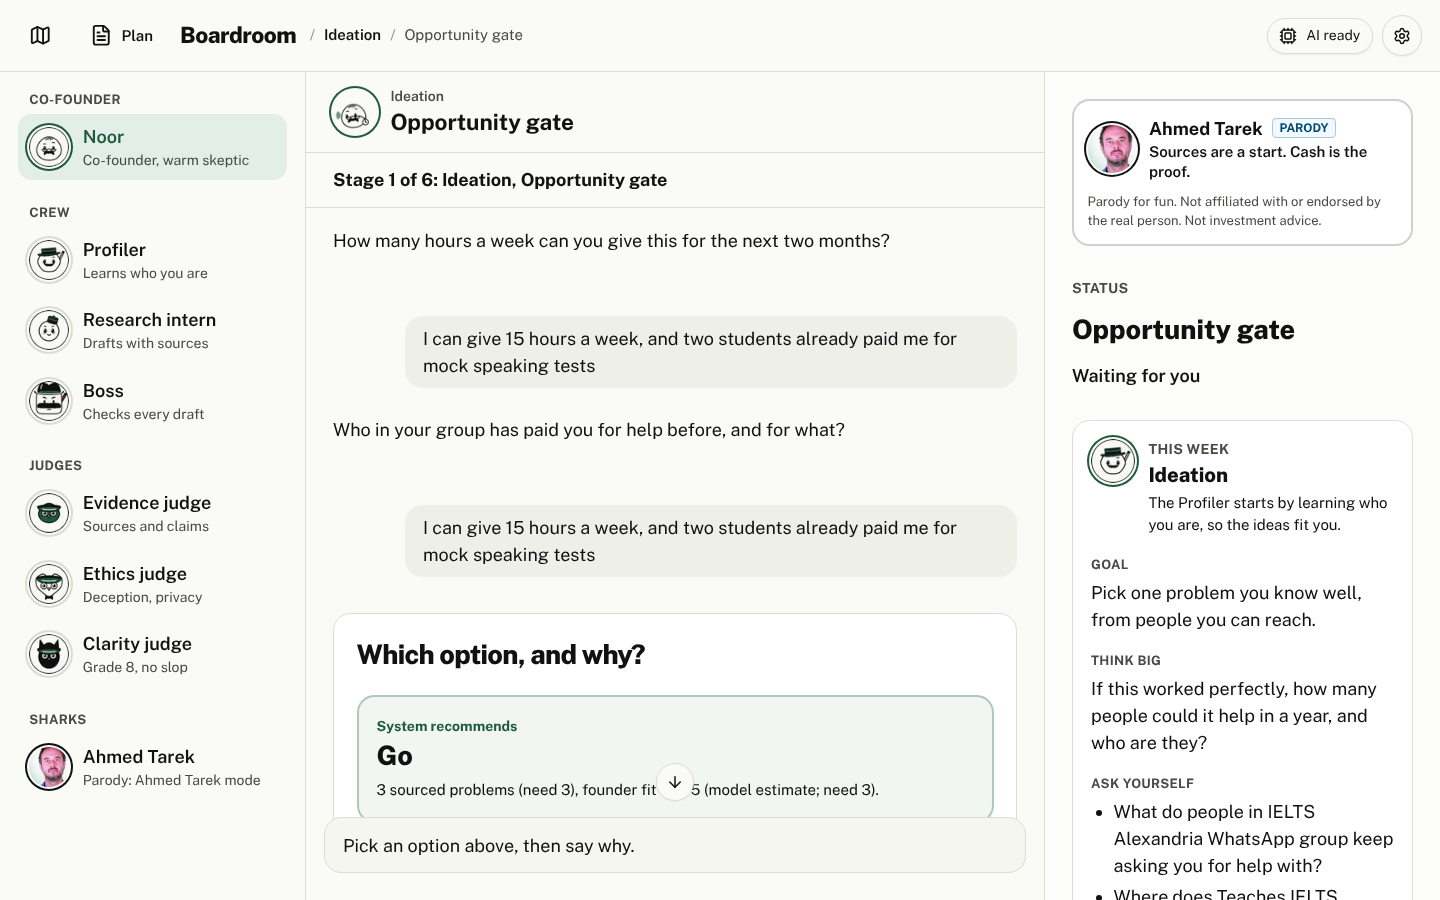 Plan
Boardroom / Ideation / Opportunity gate
AI ready
CO-FOUNDER
Noor
Co-founder, warm skeptic
CREW
Profiler
Learns who you are
Research intern
Drafts with sources
Boss
Checks every draft
JUDGES
Evidence judge
Sources and claims
Ethics judge
Deception, privacy
Clarity judge
Grade 8, no slop
SHARKS
Ahmed Tarek
Parody: Ahmed Tarek mode
Ideation
Opportunity gate
Stage 1 of 6: Ideation, Opportunity gate
How many hours a week can you give this for the next two months?
I can give 15 hours a week, and two students already paid me for
mock speaking tests
Who in your group has paid you for help before, and for what?
I can give 15 hours a week, and two students already paid me for
mock speaking tests
Which option, and why?
System recommends
Go
3 sourced problems (need 3), founder fit 5 (model estimate; need 3).
Pick an option above, then say why.
Ahmed Tarek PARODY
Sources are a start. Cash is the
proof.
Parody for fun. Not affiliated with or endorsed by
the real person. Not investment advice.
STATUS
Opportunity gate
Waiting for you
THIS WEEK
Ideation
The Profiler starts by learning who
you are, so the ideas fit you.
GOAL
Pick one problem you know well,
from people you can reach.
THINK BIG
If this worked perfectly, how many
people could it help in a year, and
who are they?
ASK YOURSELF
• What do people in IELTS
Alexandria WhatsApp group keep
asking you for help with?
• Where does Teaches IELTS